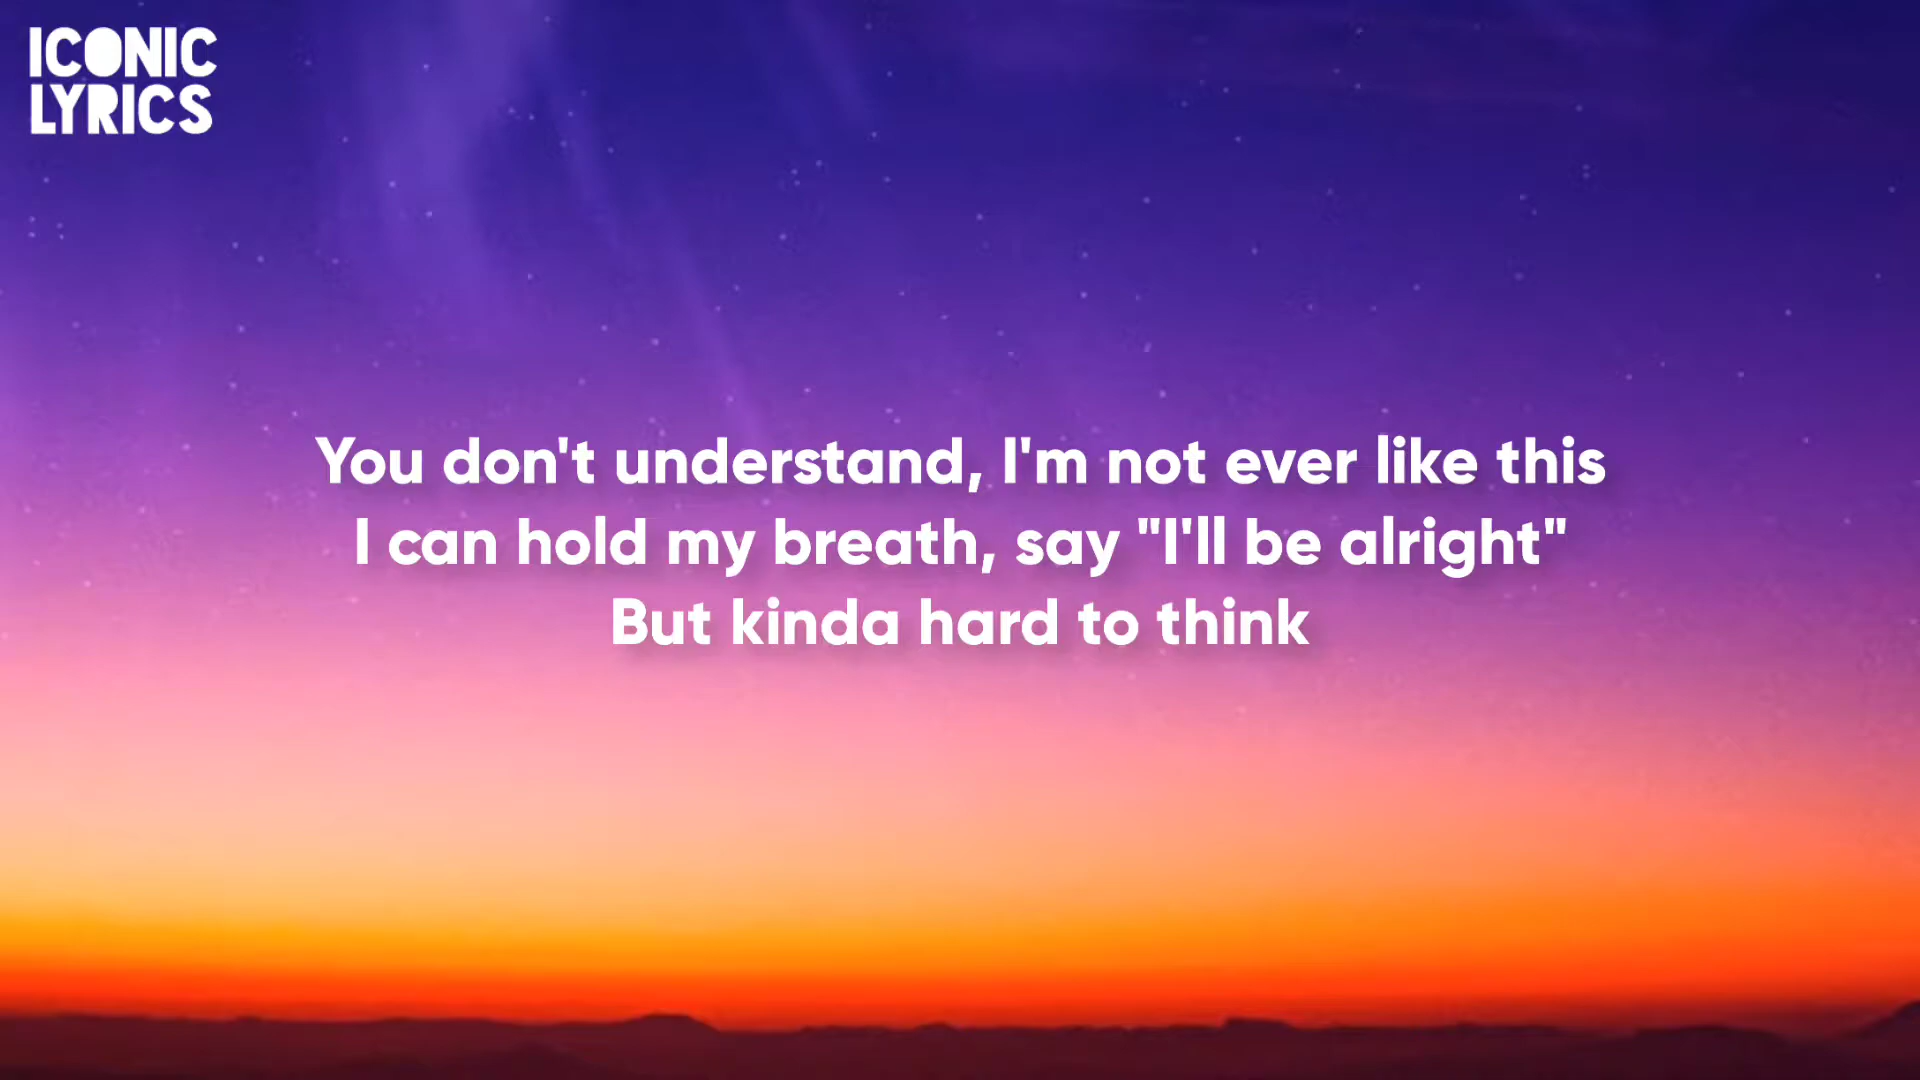 ICONIC
LYRICS
You don't understand, I'm not ever like this
I can hold my breath, say "I'll be alright"
But kinda hard to think